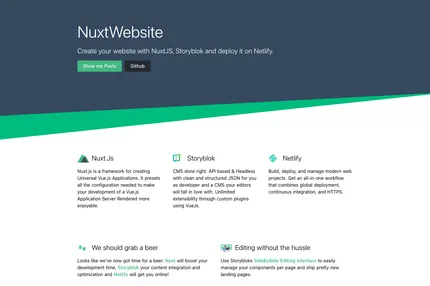 NuxtWebsite
Create your website with NuxtJS, Storyblok and deploy it on Netlify.
Show me Posts
Github
Nuxt.Js
Nuxt.js is a framework for creating
Universal Vue.js Applications. It presets
all the configuration needed to make
your development of a Vue.js
Application Server Rendered more
enjoyable.
Storyblok
CMS done right. API based & Headless
with clean and structured JSON for you
as developer and a CMS your editors
will fall in love with. Unlimited
extensibility through custom plugins
using VueJs.
Netlify
Build, deploy, and manage modern web
projects. Get an all-in-one workflow
that combines global deployment,
continuous integration, and HTTPS.
We should grab a beer
Looks like we've now got time for a beer. Nuxt will boost your
development time, Storyblok your content integration and
optimization and Netlify will get you online!
Editing without the hussle
Use Storybloks SideBySide Editing Interface to easily
manage your components per page and ship pretty new
landing pages.